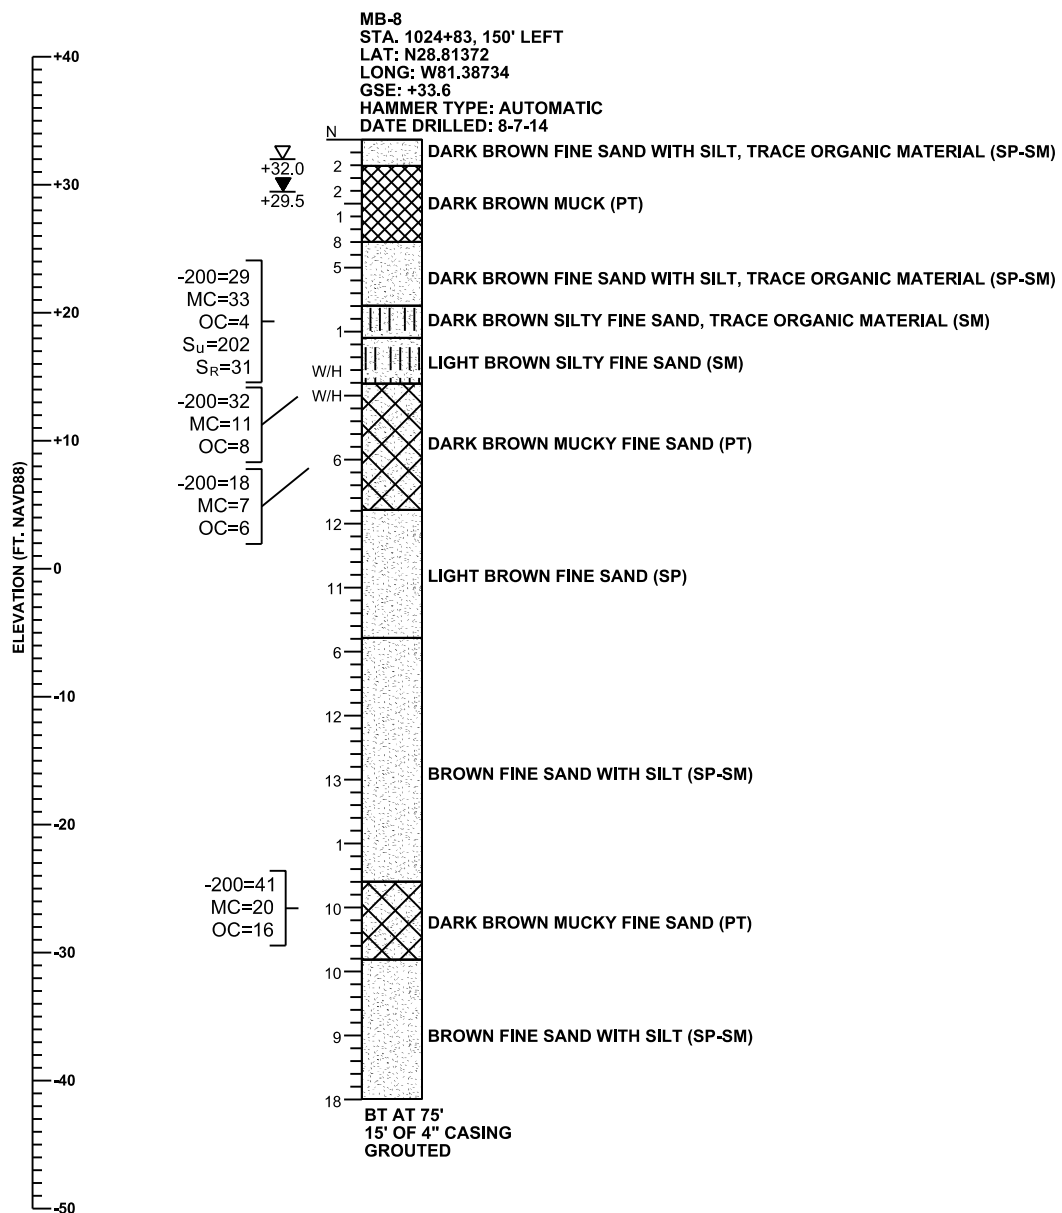 MB-8
STA. 1024+83, 150' LEFT
LAT: N28.81372
LONG: W81.38734
GSE: +33.6
HAMMER TYPE: AUTOMATIC
DATE DRILLED: 8-7-14
N
+40
+30
+20
+10
0
-10
-20
-30
-40
-50
ELEVATION (FT. NAVD88)
+32.0
+29.5
2
2
1
8
5
1
W/H
W/H
6
12
11
6
12
13
1
10
10
9
18
DARK BROWN FINE SAND WITH SILT, TRACE ORGANIC MATERIAL (SP-SM)
DARK BROWN MUCK (PT)
DARK BROWN FINE SAND WITH SILT, TRACE ORGANIC MATERIAL (SP-SM)
DARK BROWN SILTY FINE SAND, TRACE ORGANIC MATERIAL (SM)
LIGHT BROWN SILTY FINE SAND (SM)
DARK BROWN MUCKY FINE SAND (PT)
LIGHT BROWN FINE SAND (SP)
BROWN FINE SAND WITH SILT (SP-SM)
DARK BROWN MUCKY FINE SAND (PT)
BROWN FINE SAND WITH SILT (SP-SM)
-200=29
MC=33
OC=4
Su=202
SR=31
-200=32
MC=11
OC=8
-200=18
MC=7
OC=6
-200=41
MC=20
OC=16
BT AT 75'
15' OF 4" CASING
GROUTED